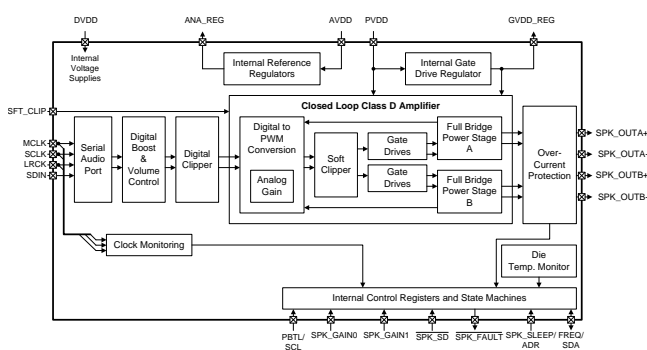 DVDD
ANA_REG
AVDD
PVDD
GVDD_REG
Internal
Voltage
Supplies
Internal Reference
Regulators
Internal Gate
Drive Regulator
SFT_CLIP
Closed Loop Class D Amplifier
MCLK
SCLK
LRCK
SDIN
Serial
Audio
Port
Digital
Boost
&
Volume
Control
Digital
Clipper
Digital to
PWM
Conversion
Analog
Gain
Soft
Clipper
Gate
Drives
Gate
Drives
Full Bridge
Power Stage
A
Full Bridge
Power Stage
B
Over-
Current
Protection
SPK_OUTA+
SPK_OUTA-
SPK_OUTB+
SPK_OUTB-
Clock Monitoring
Die
Temp. Monitor
Internal Control Registers and State Machines
PBTL/
SCL
SPK_GAIN0
SPK_GAIN1
SPK_SD
SPK_FAULT
SPK_SLEEP/
ADR
FREQ/
SDA